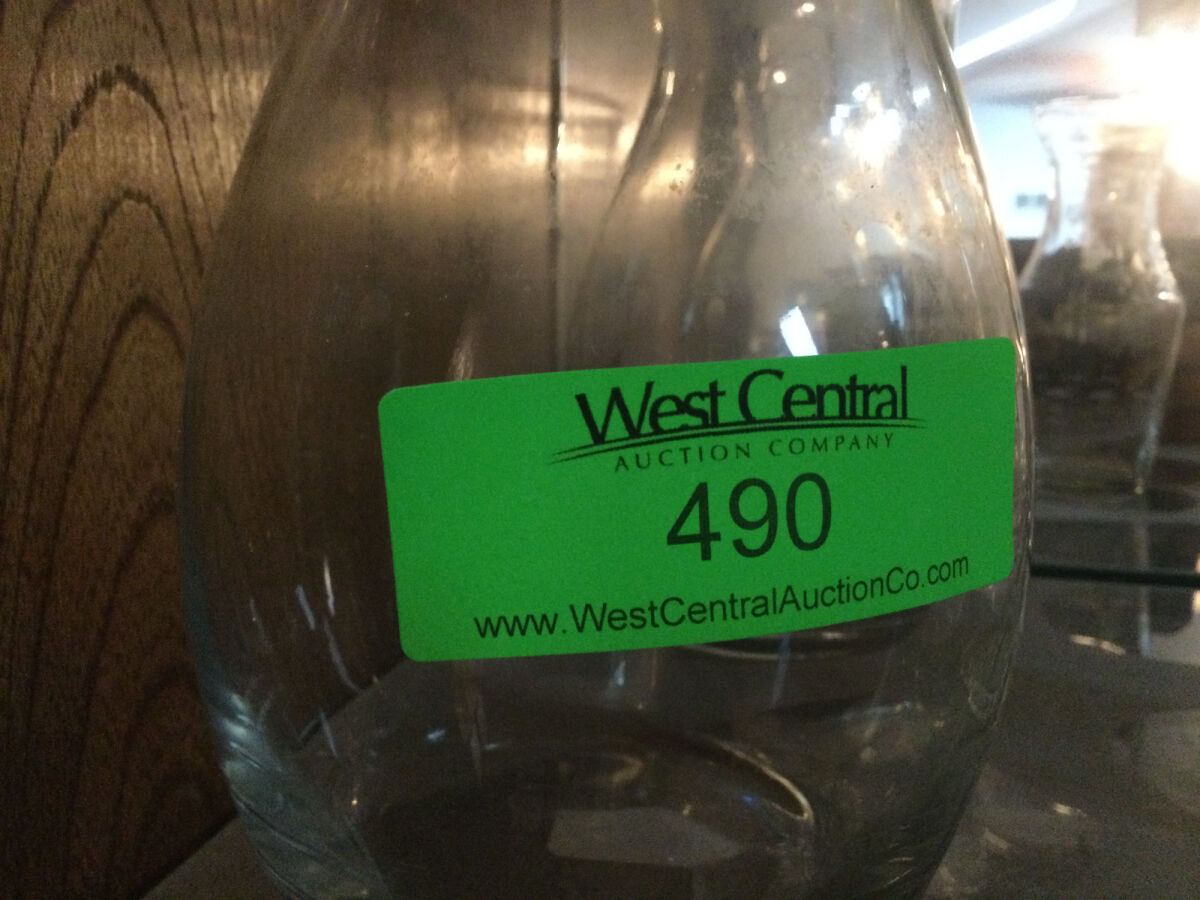 West Central
AUCTION COMPANY
490
www.WestCentralAuctionCo.com